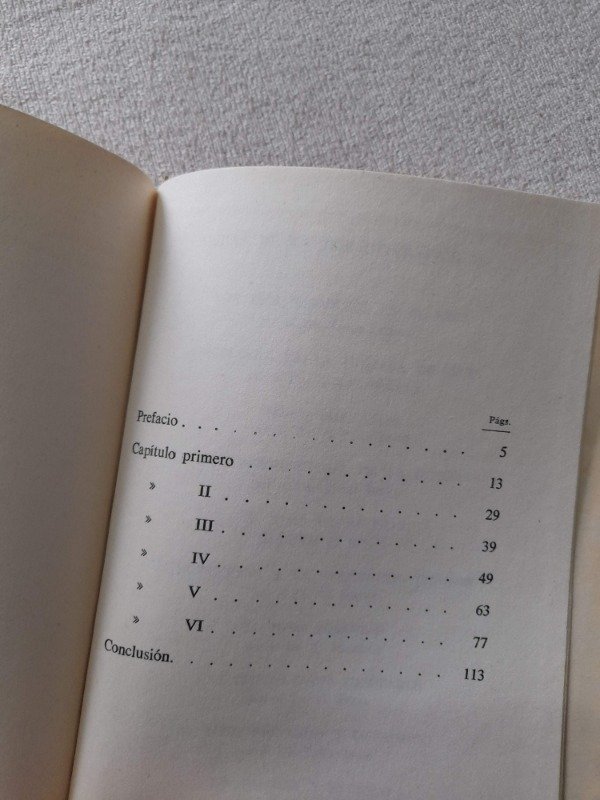 Págs.
Prefacio . . . . . . . . . . . . . . . 5
Capítulo primero . . . . . . . . . . . 13
» II . . . . . . . . . . . . 29
» III . . . . . . . . . . . . 39
» IV . . . . . . . . . . . . 49
» V . . . . . . . . . . . . 63
» VI . . . . . . . . . . . . 77
Conclusión. . . . . . . . . . . . . . 113